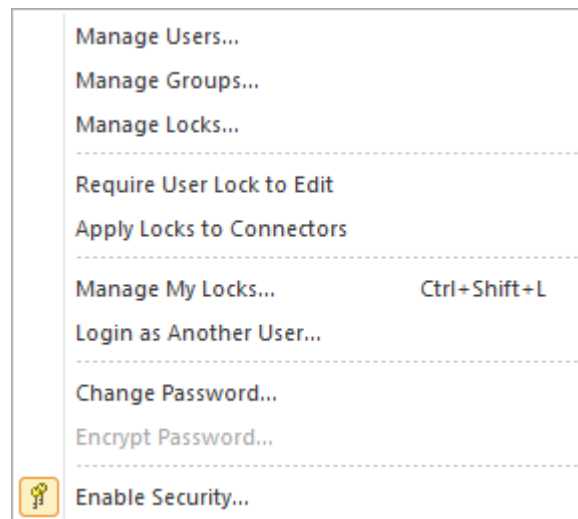 Manage Users...
Manage Groups...
Manage Locks...
Require User Lock to Edit
Apply Locks to Connectors
Manage My Locks... Ctrl+Shift+L
Login as Another User...
Change Password...
Encrypt Password...
Enable Security...